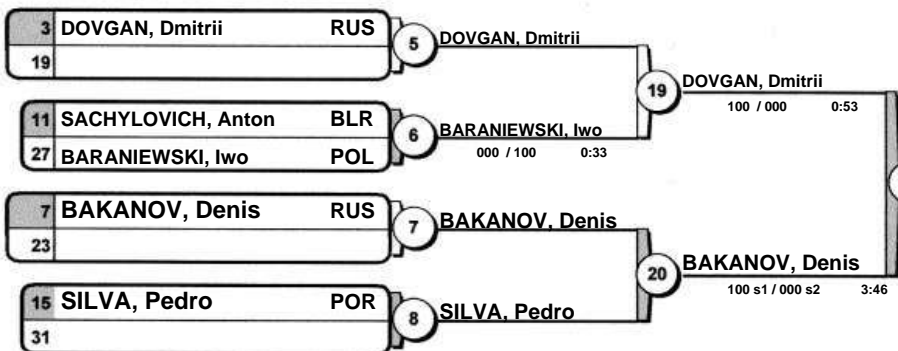 3 DOVGAN, Dmitrii RUS
19
5 DOVGAN, Dmitrii
11 SACHYLOVICH, Anton BLR
27 BARANIEWSKI, Iwo POL
6 BARANIEWSKI, Iwo
000 / 100 0:33
19 DOVGAN, Dmitrii
100 / 000 0:53
7 BAKANOV, Denis RUS
23
7 BAKANOV, Denis
15 SILVA, Pedro POR
31
8 SILVA, Pedro
20 BAKANOV, Denis
100 s1 / 000 s2 3:46